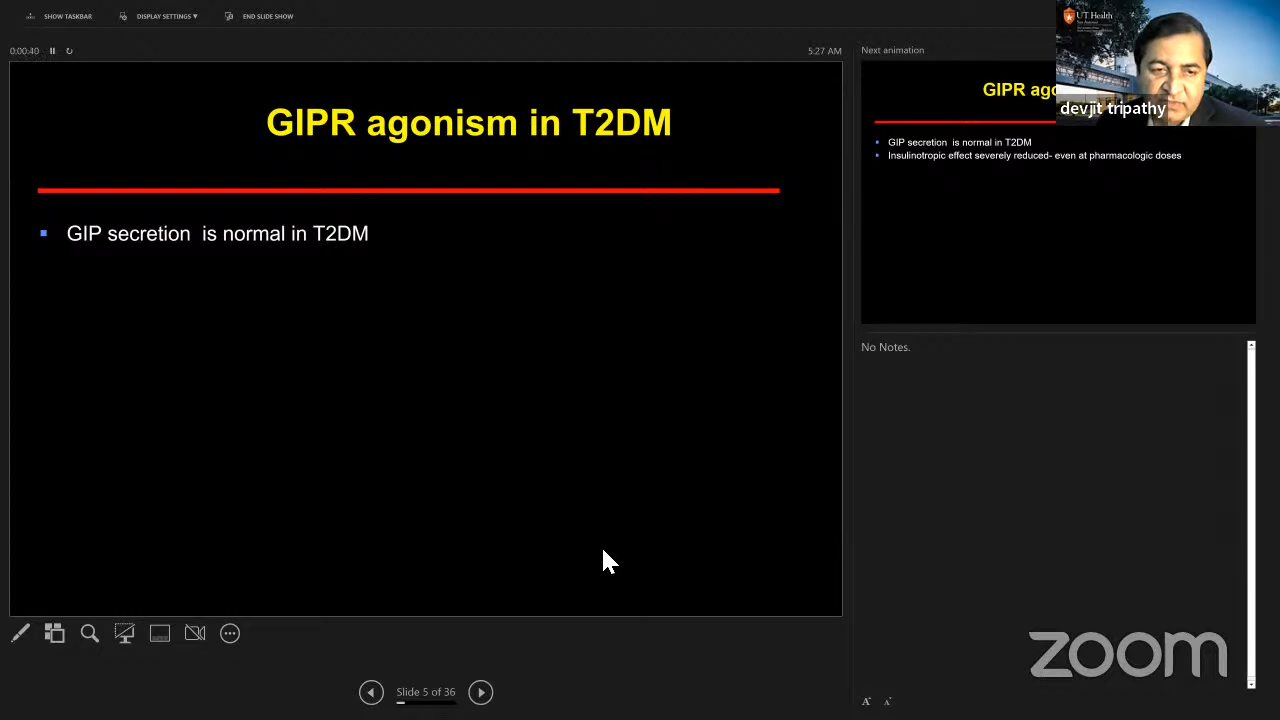 SHOW TASKBAR
DISPLAY SETTINGS ▼
END SLIDE SHOW
0:00:40
5:27 AM
GIPR agonism in T2DM
▪ GIP secretion  is normal in T2DM
Slide 5 of 36
Next animation
GIPR ago
▪ GIP secretion  is normal in T2DM
▪ Insulinotropic effect severely reduced- even at pharmacologic doses
No Notes.
A A
UT Health
devjit tripathy
zoom